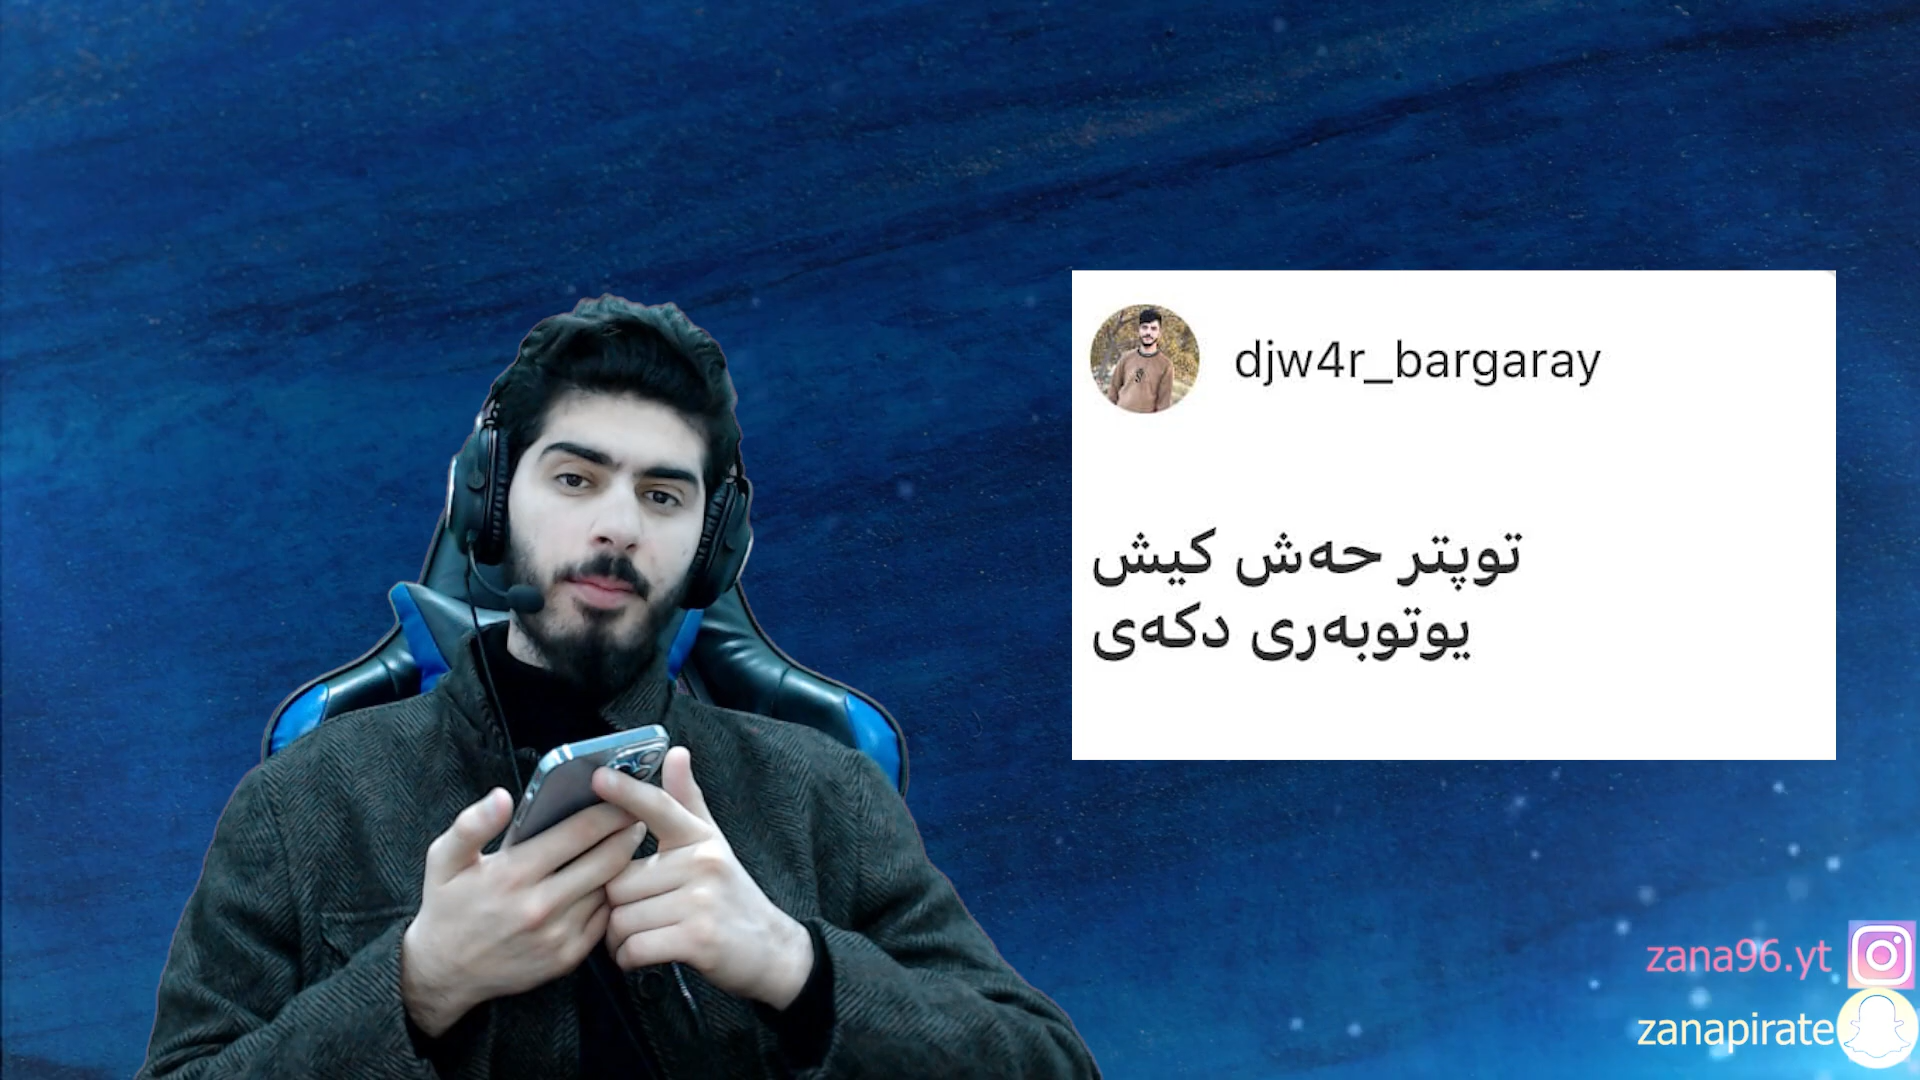 djw4r_bargaray
توپتر حەش کیش
یوتوبەری دکەی
zana96.yt
zanapirate